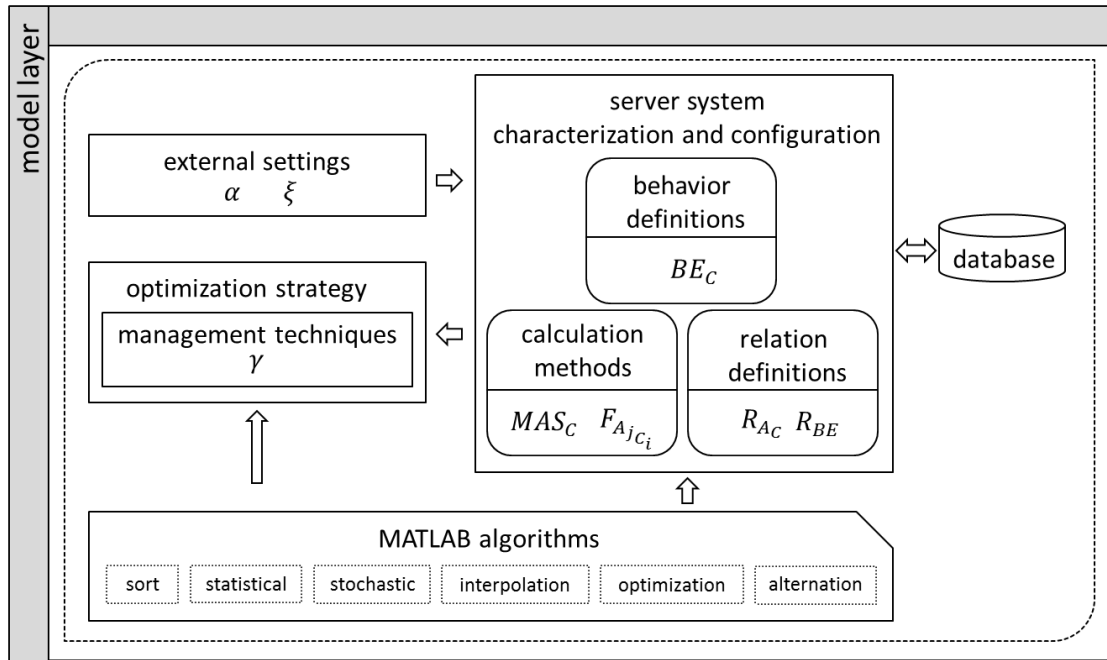 model layer
external settings
α ξ
optimization strategy
management techniques
γ
server system
characterization and configuration
behavior
definitions
BE_C
calculation
methods
MAS_C F_{A_{j_{C_i}}}
relation
definitions
R_{A_C} R_{BE}
database
MATLAB algorithms
sort statistical stochastic interpolation optimization alternation